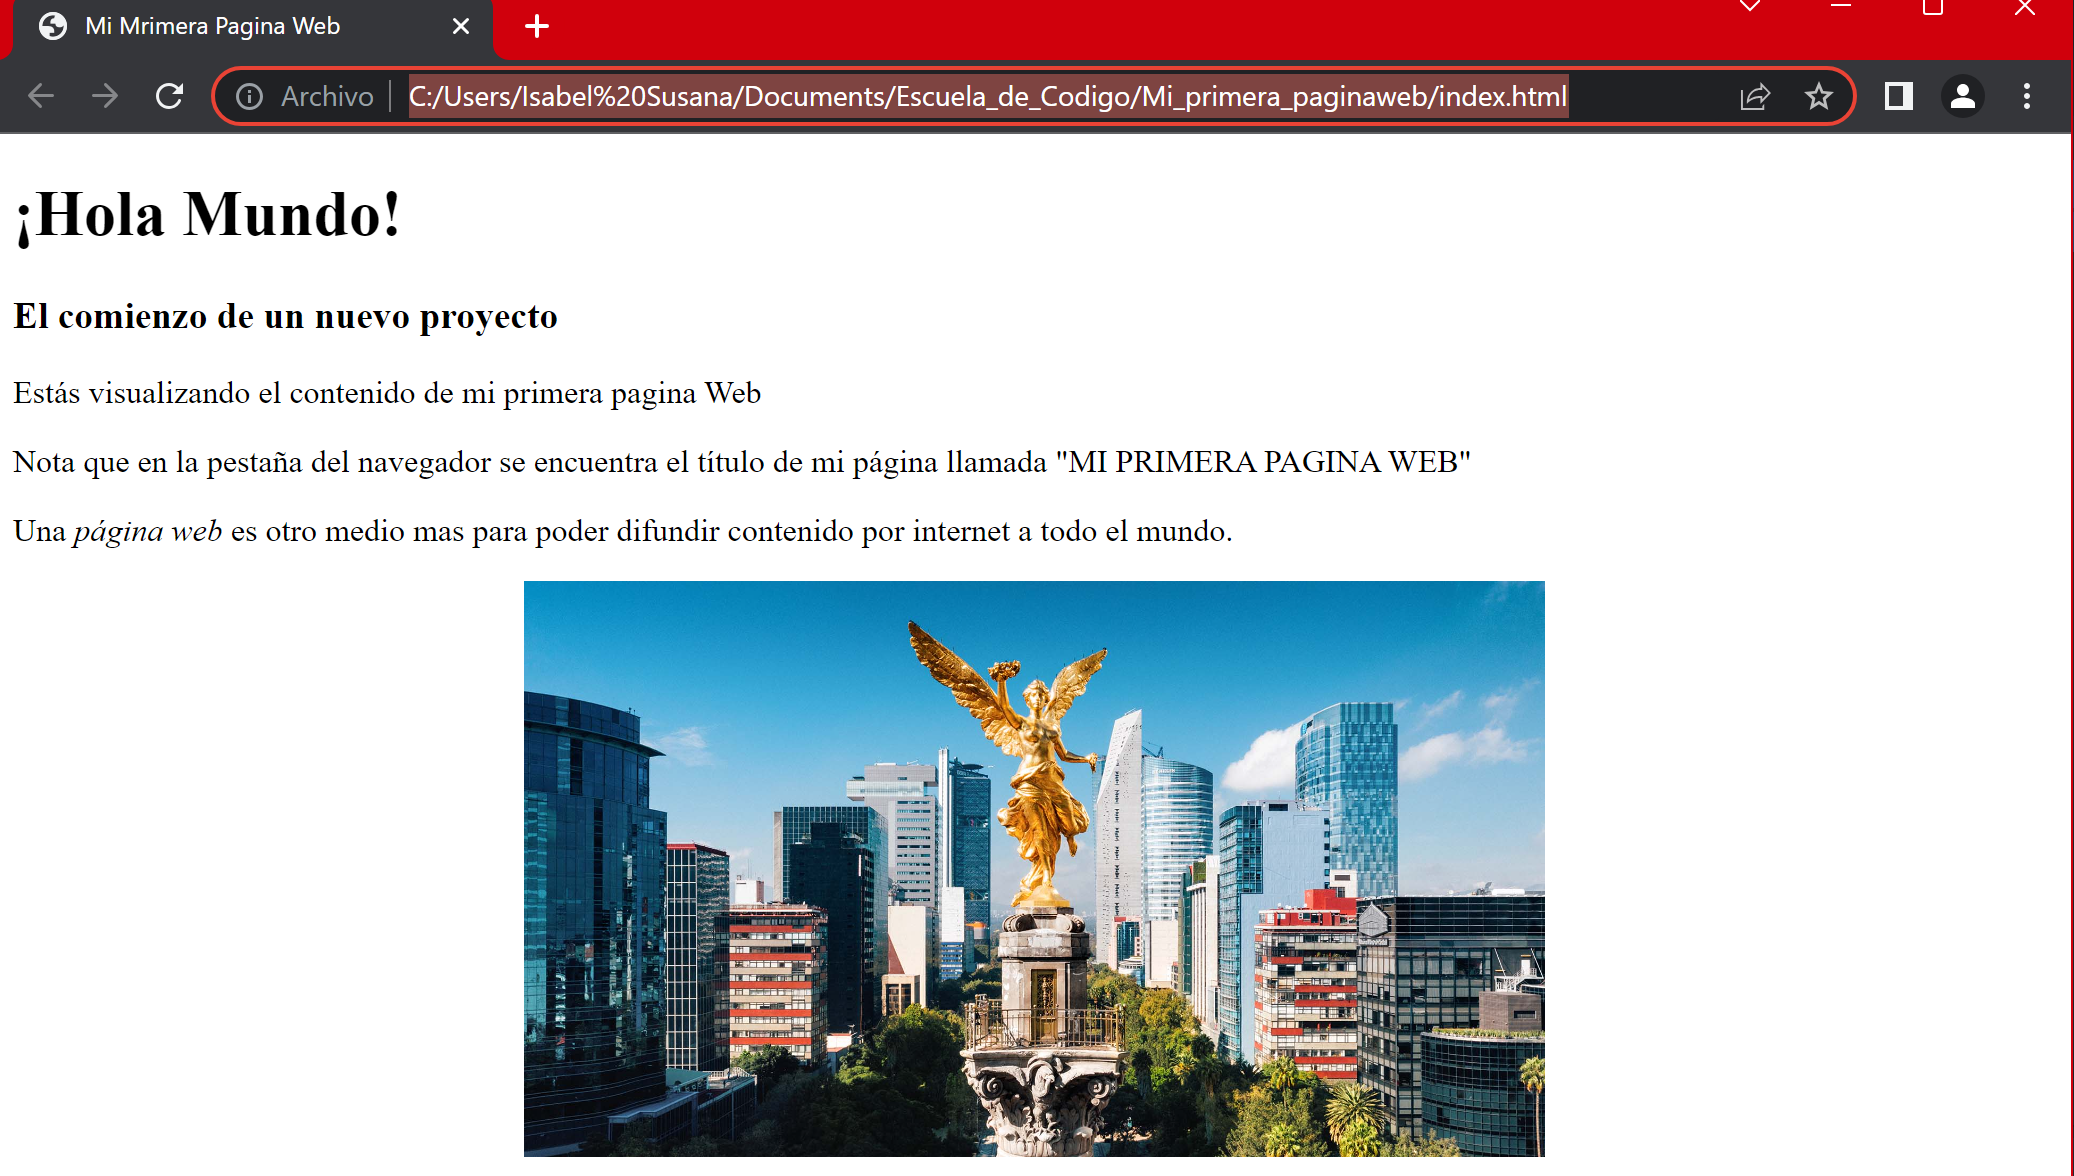 Mi Mrimera Pagina Web
Archivo
C:/Users/Isabel%20Susana/Documents/Escuela_de_Codigo/Mi_primera_paginaweb/index.html
¡Hola Mundo!
El comienzo de un nuevo proyecto
Estás visualizando el contenido de mi primera pagina Web
Nota que en la pestaña del navegador se encuentra el título de mi página llamada "MI PRIMERA PAGINA WEB"
Una página web es otro medio mas para poder difundir contenido por internet a todo el mundo.